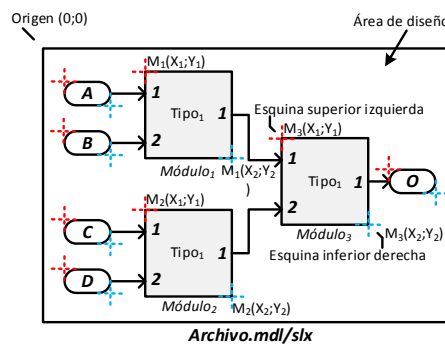 Origen (0;0)
Área de diseño
M₁(X₁;Y₁)
A
1
Tipo₁
1
B
2
Módulo₁
M₁(X₂;Y₂
)
Esquina superior izquierda
M₃(X₁;Y₁)
1
Tipo₁
1
O
2
Módulo₃
M₃(X₂;Y₂)
Esquina inferior derecha
M₂(X₁;Y₁)
C
1
Tipo₁
1
D
2
Módulo₂
M₂(X₂;Y₂)
Archivo.mdl/slx